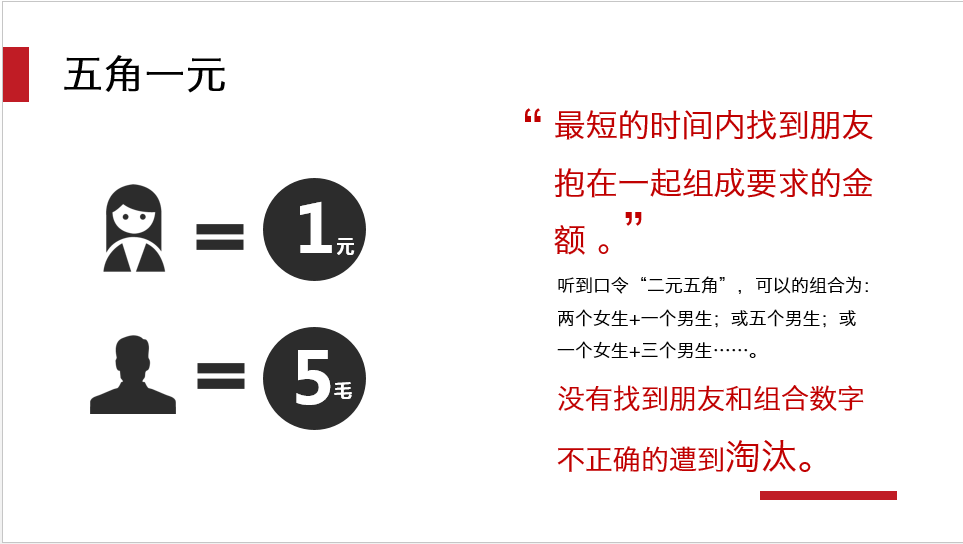 五角一元
1元
5毛
“最短的时间内找到朋友
抱在一起组成要求的金
额 。”
听到口令“二元五角”，可以的组合为：
两个女生+一个男生；或五个男生；或
一个女生+三个男生……。
没有找到朋友和组合数字
不正确的遭到淘汰。